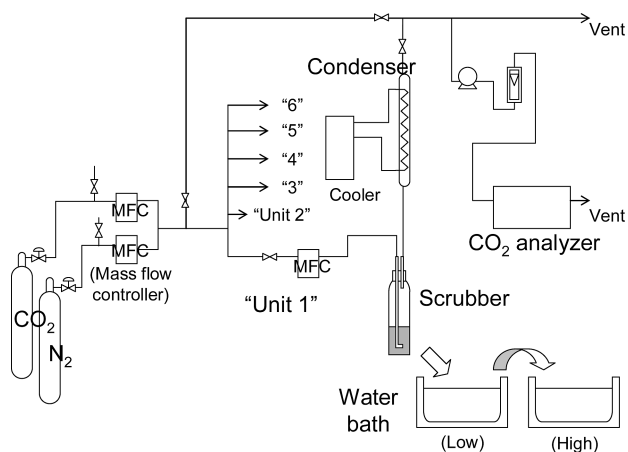 Vent
Condenser
"6"
"5"
"4"
"3"
"Unit 2"
Cooler
MFC
MFC
(Mass flow
controller)
MFC
CO₂ analyzer
Vent
"Unit 1"
Scrubber
CO₂
N₂
Water
bath
(Low)
(High)